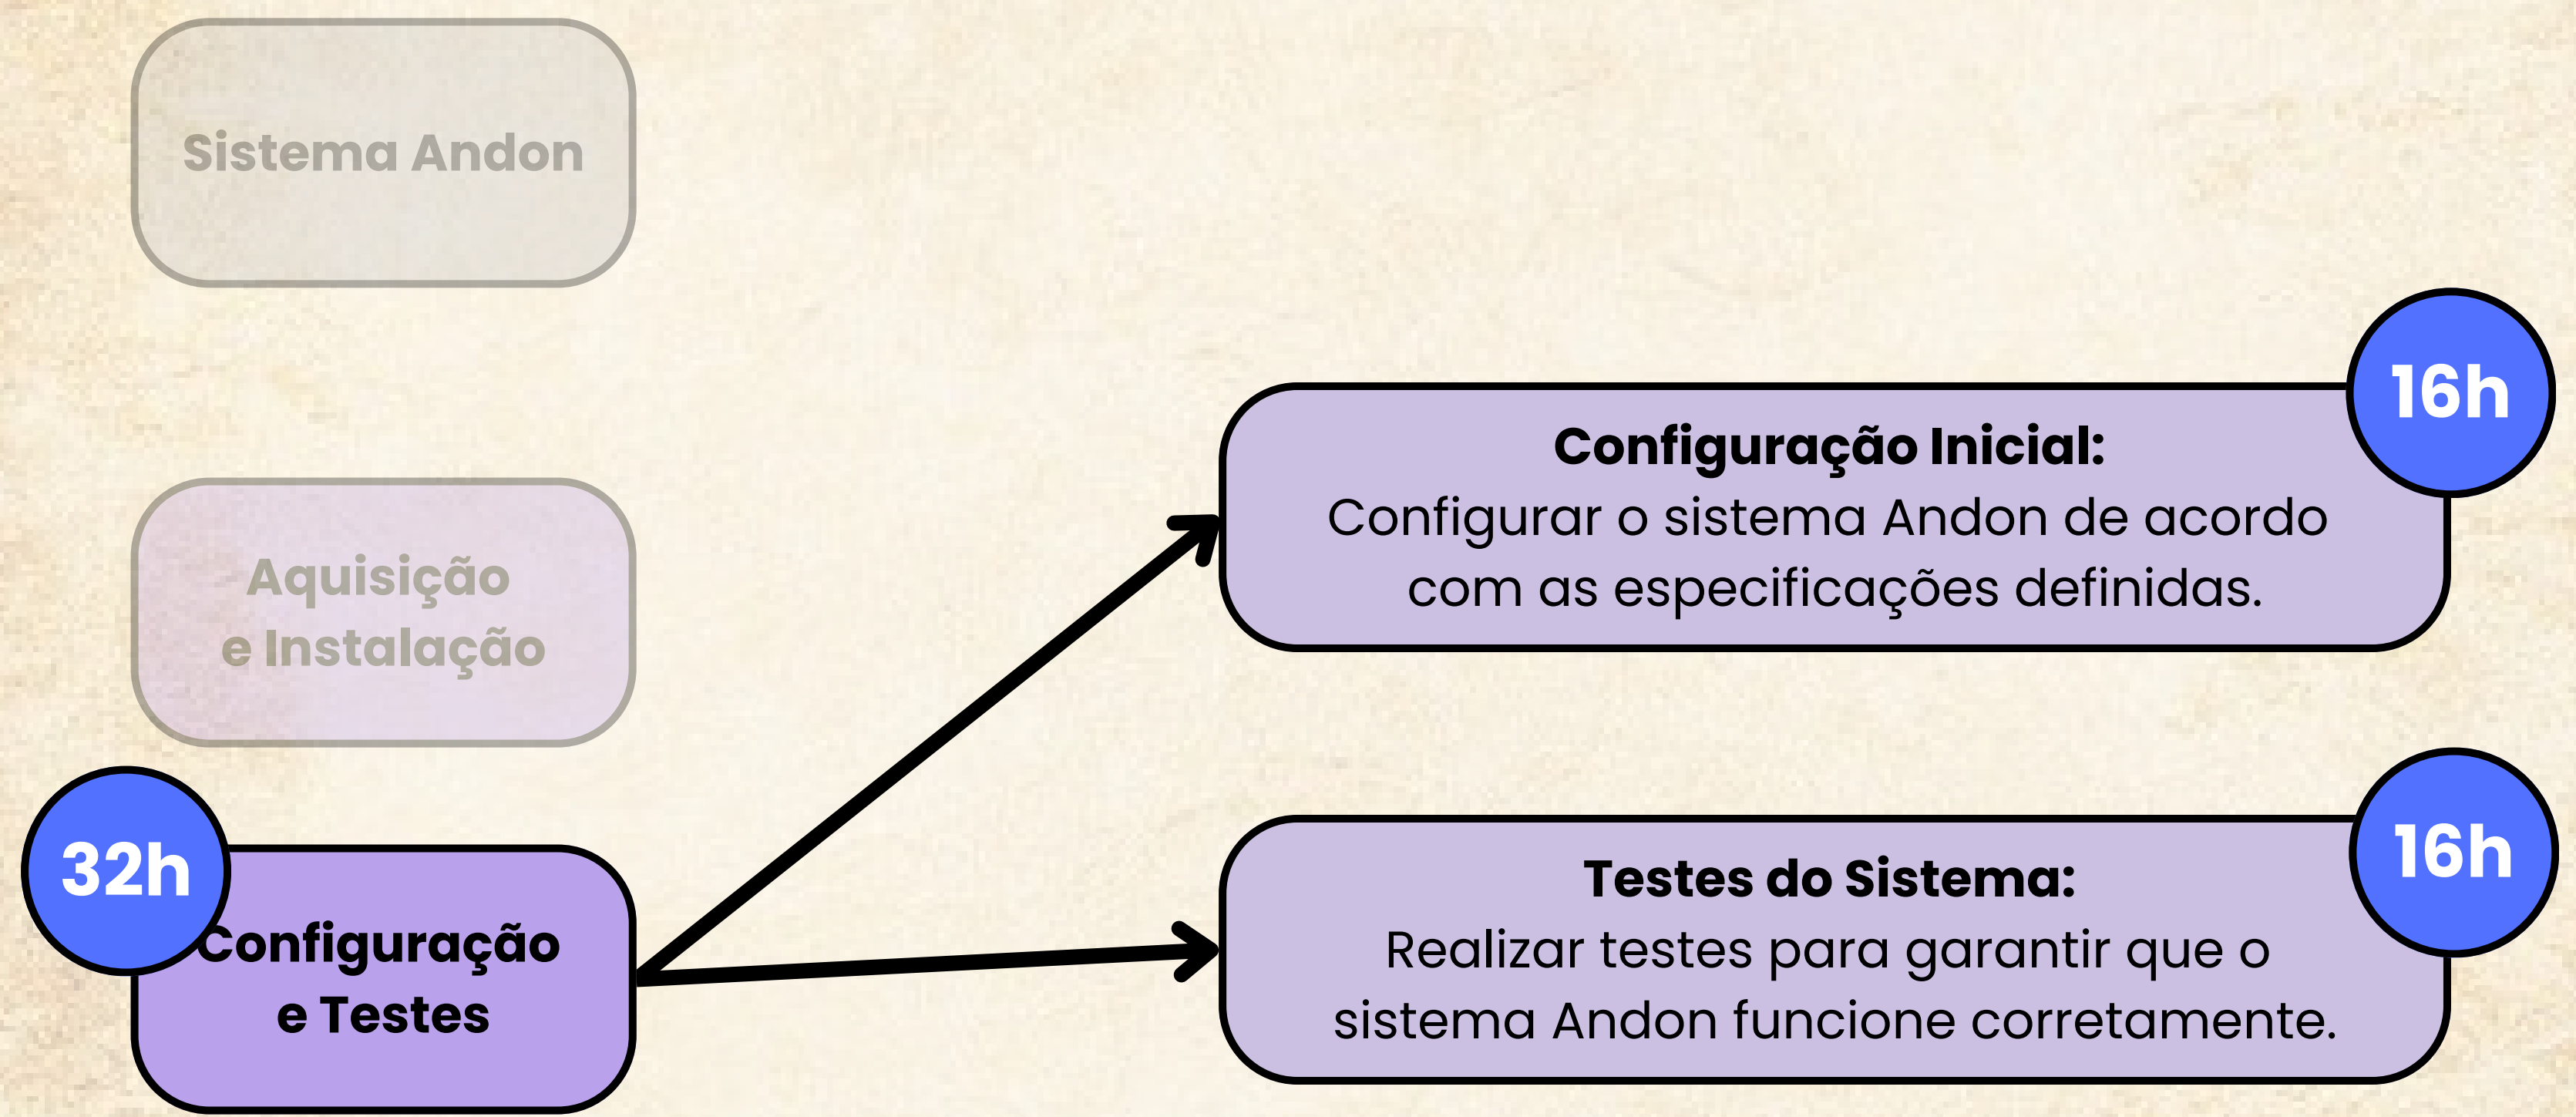 Sistema Andon
Aquisição
e Instalação
32h
Configuração
e Testes
16h
Configuração Inicial:
Configurar o sistema Andon de acordo
com as especificações definidas.
16h
Testes do Sistema:
Realizar testes para garantir que o
sistema Andon funcione corretamente.